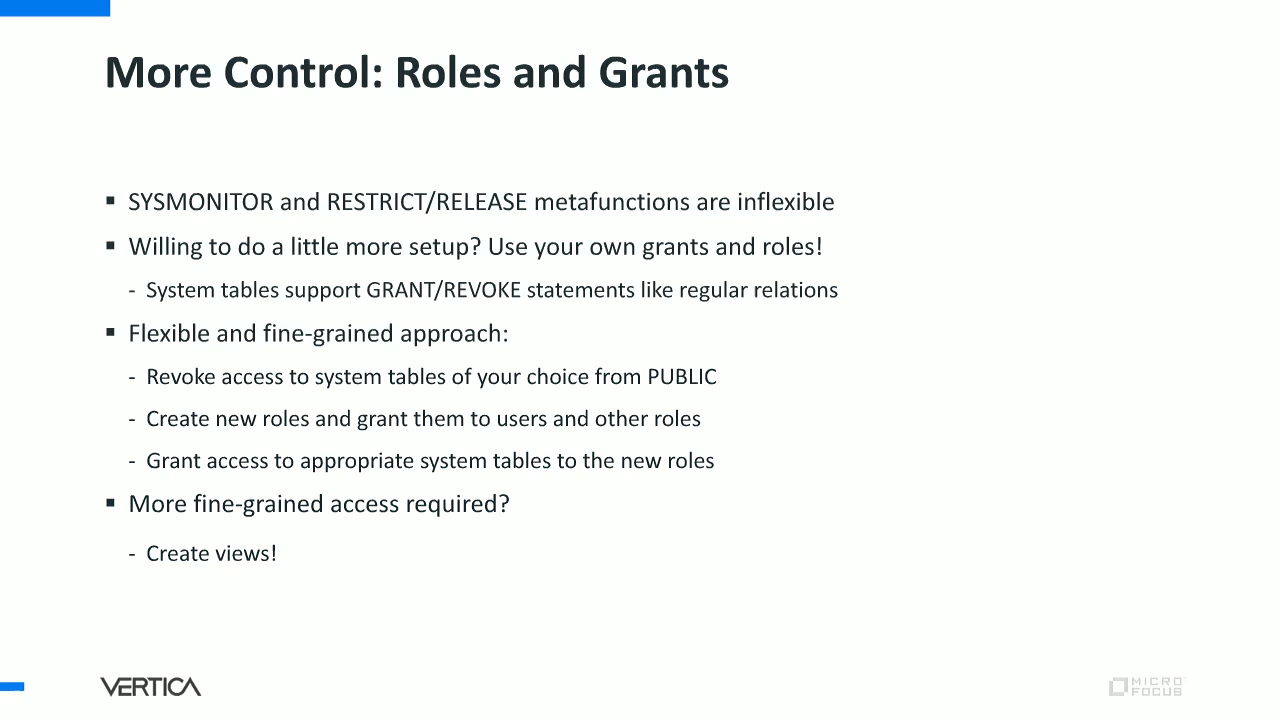 More Control: Roles and Grants
▪ SYSMONITOR and RESTRICT/RELEASE metafunctions are inflexible
▪ Willing to do a little more setup? Use your own grants and roles!
- System tables support GRANT/REVOKE statements like regular relations
▪ Flexible and fine-grained approach:
- Revoke access to system tables of your choice from PUBLIC
- Create new roles and grant them to users and other roles
- Grant access to appropriate system tables to the new roles
▪ More fine-grained access required?
- Create views!
VERTICA
MICRO
FOCUS